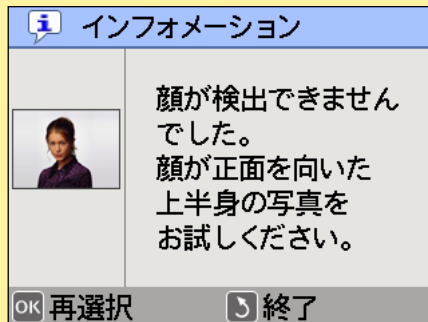 インフォメーション
顔が検出できません
でした。
顔が正面を向いた
上半身の写真を
お試しください。
OK 再選択 終了